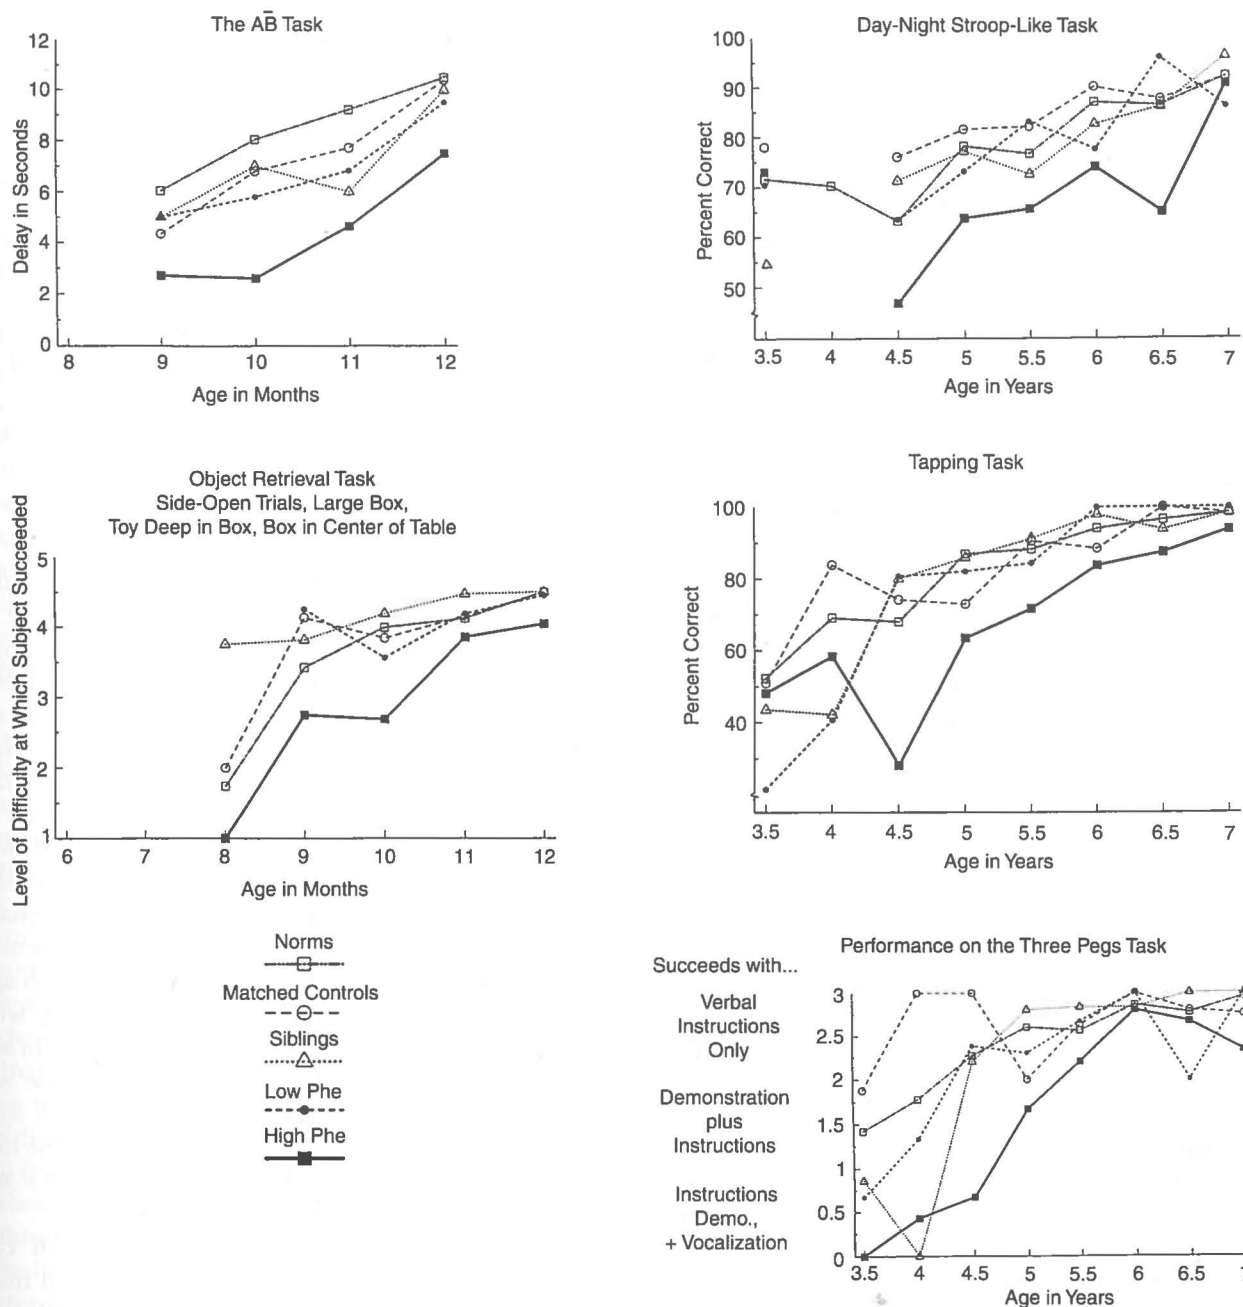 The AB̄ Task
12
10
8
6
4
2
0
Delay in Seconds
8 9 10 11 12
Age in Months
Day-Night Stroop-Like Task
100
90
80
70
60
50
Percent Correct
3.5 4 4.5 5 5.5 6 6.5 7
Age in Years
Object Retrieval Task
Side-Open Trials, Large Box,
Toy Deep in Box, Box in Center of Table
5
4
3
2
1
Level of Difficulty at Which Subject Succeeded
6 7 8 9 10 11 12
Age in Months
Tapping Task
100
80
60
40
Percent Correct
3.5 4 4.5 5 5.5 6 6.5 7
Age in Years
Norms
Matched Controls
Siblings
Low Phe
High Phe
Performance on the Three Pegs Task
Succeeds with...
Verbal
Instructions
Only
Demonstration
plus
Instructions
Instructions
Demo.,
+ Vocalization
3
2.5
2
1.5
1
0.5
0
3.5 4 4.5 5 5.5 6 6.5
Age in Years